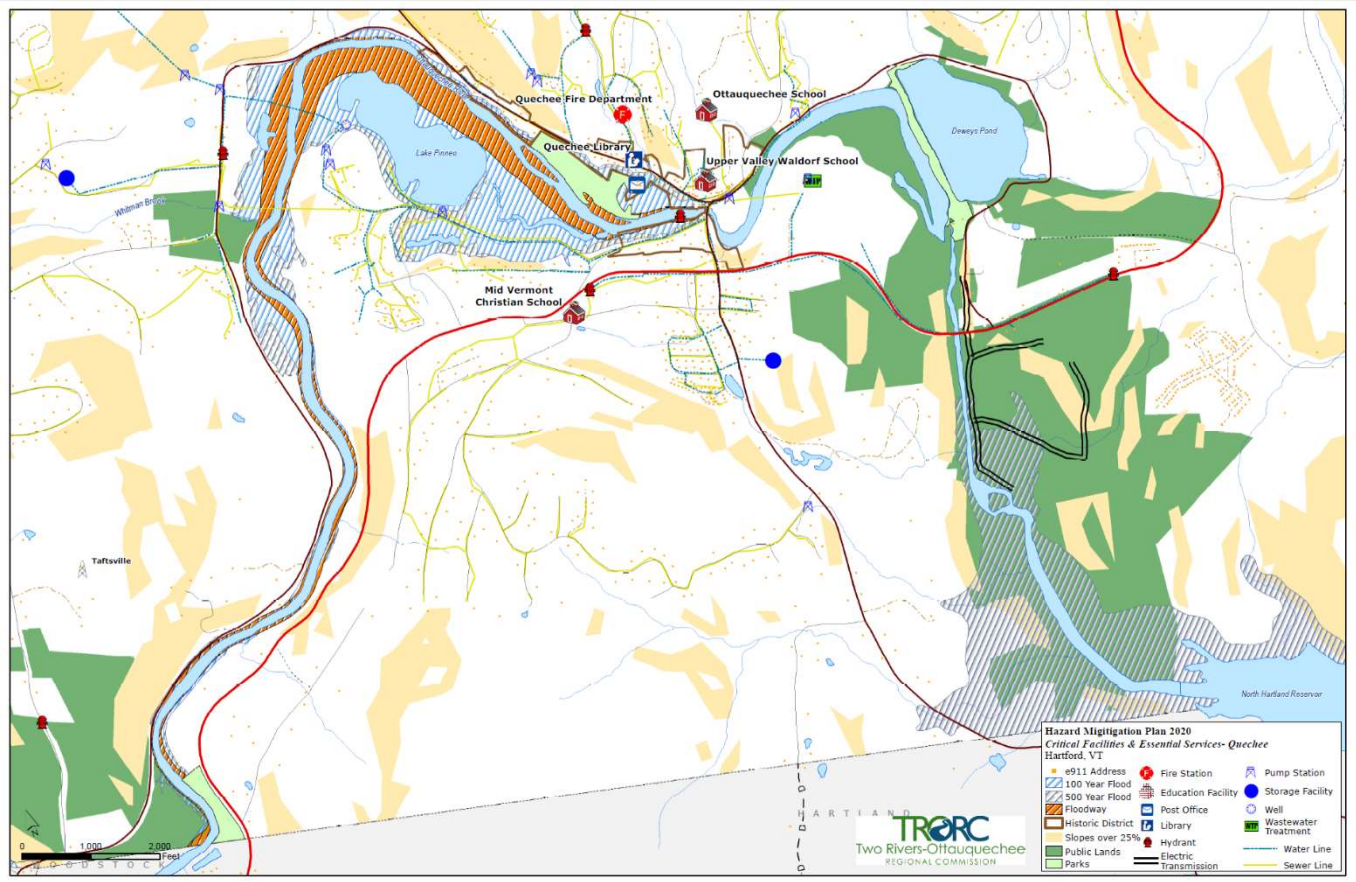 Quechee Fire Department
Ottauquechee School
Quechee Library
Upper Valley Waldorf School
Deweys Pond
Lake Pinneo
Whitman Brook
Mid Vermont
Christian School
Taftsville
North Hartland Reservoir
HARTLAND
WOODSTOCK
0 1,000 2,000
Feet
TRORC
Two Rivers-Ottauquechee
REGIONAL COMMISSION
Hazard Migitigation Plan 2020
Critical Facilities & Essential Services- Quechee
Hartford, VT
e911 Address
100 Year Flood
500 Year Flood
Floodway
Historic District
Slopes over 25%
Public Lands
Parks
Fire Station
Education Facility
Post Office
Library
Hydrant
Electric
Transmission
Pump Station
Storage Facility
Well
Wastewater
Treatment
Water Line
Sewer Line